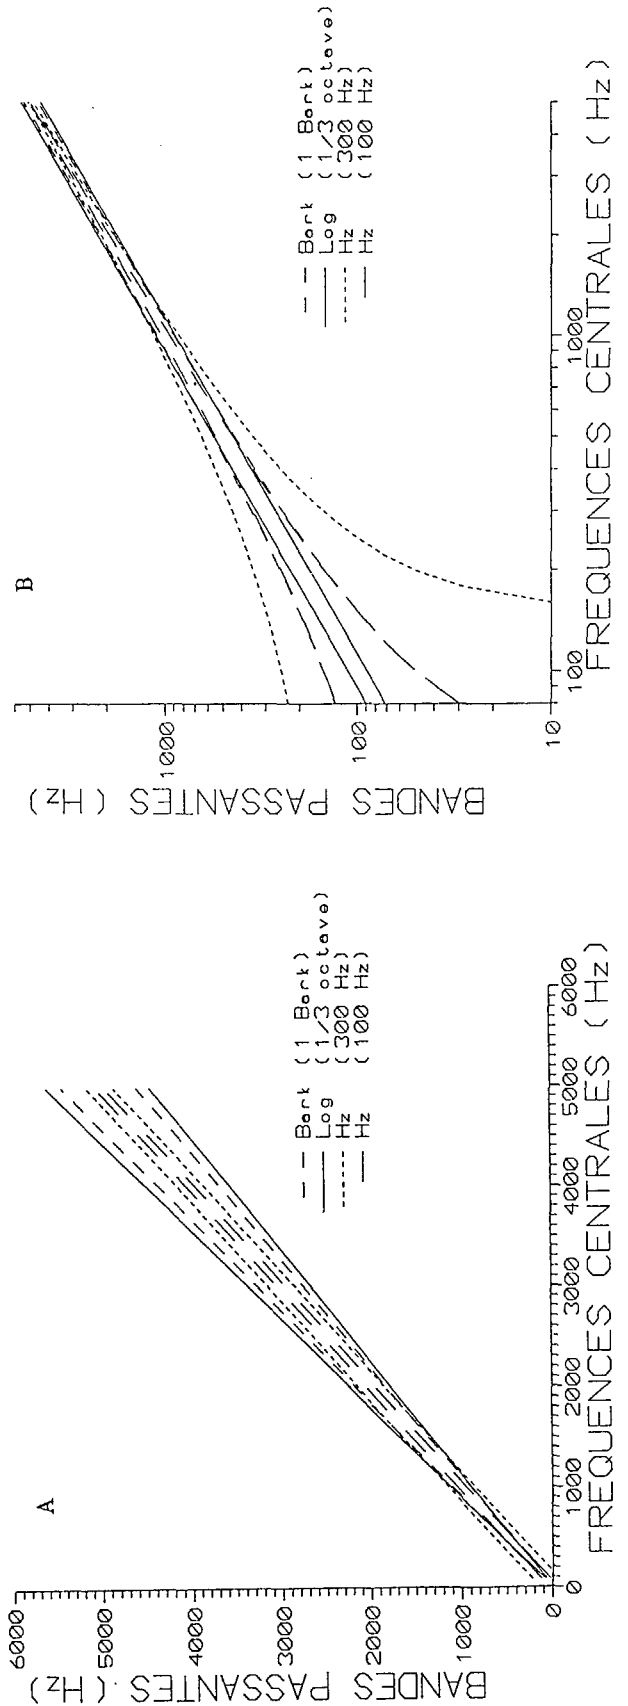 A
BANDES PASSANTES (Hz)
6000
5000
4000
3000
2000
1000
0
0 1000 2000 3000 4000 5000 6000
FREQUENCES CENTRALES (Hz)
Bark (1 Bark)
Log (1/3 octave)
Hz (300 Hz)
Hz (100 Hz)
B
BANDES PASSANTES (Hz)
1000
100
10
100 1000
FREQUENCES CENTRALES (Hz)
Bark (1 Bark)
Log (1/3 octave)
Hz (300 Hz)
Hz (100 Hz)